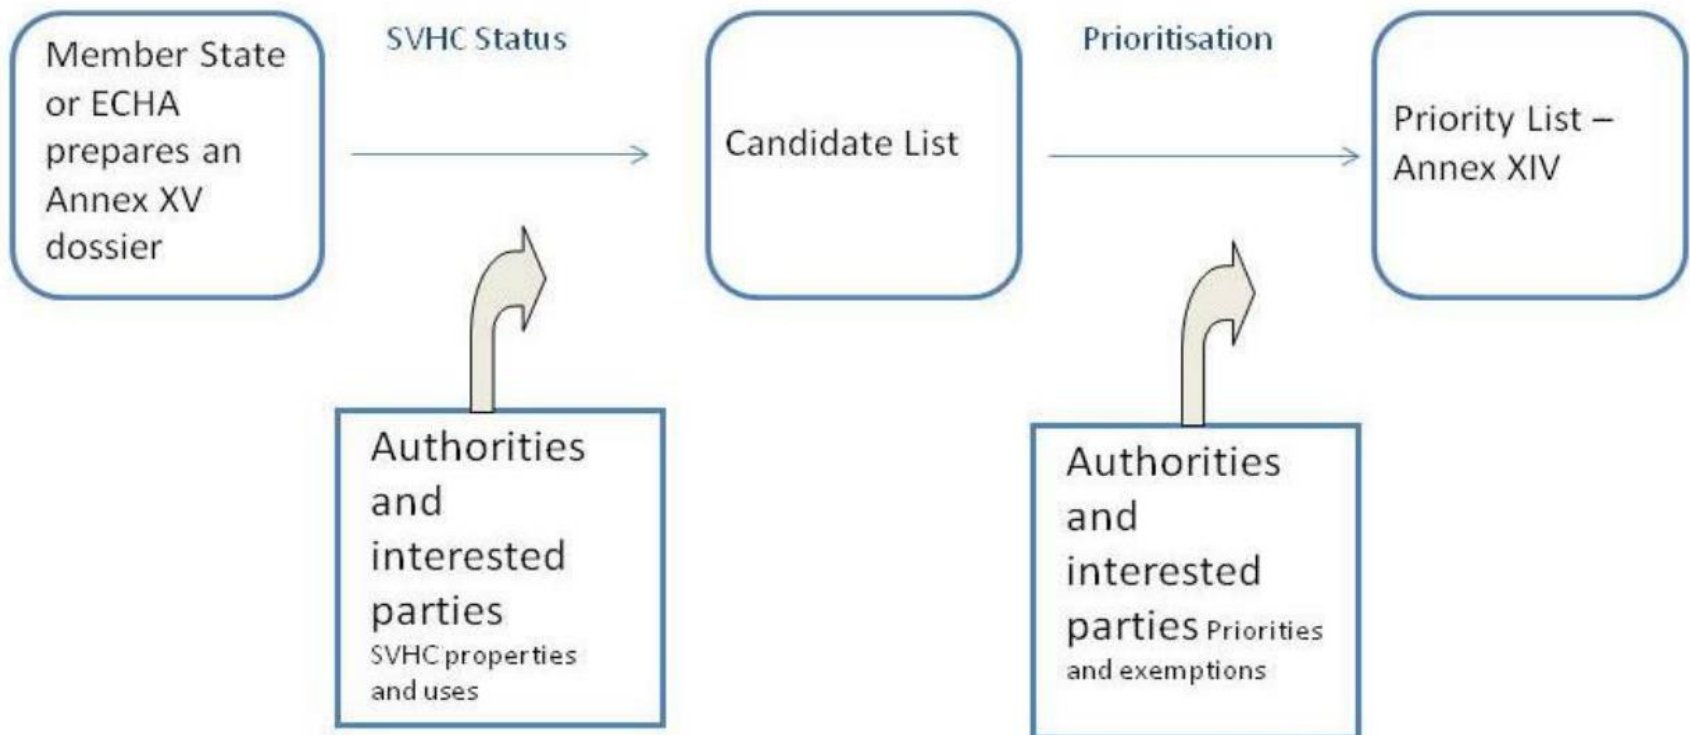 Member State
or ECHA
prepares an
Annex XV
dossier
SVHC Status
Candidate List
Prioritisation
Priority List –
Annex XIV
Authorities
and
interested
parties
SVHC properties
and uses
Authorities
and
interested
parties Priorities
and exemptions